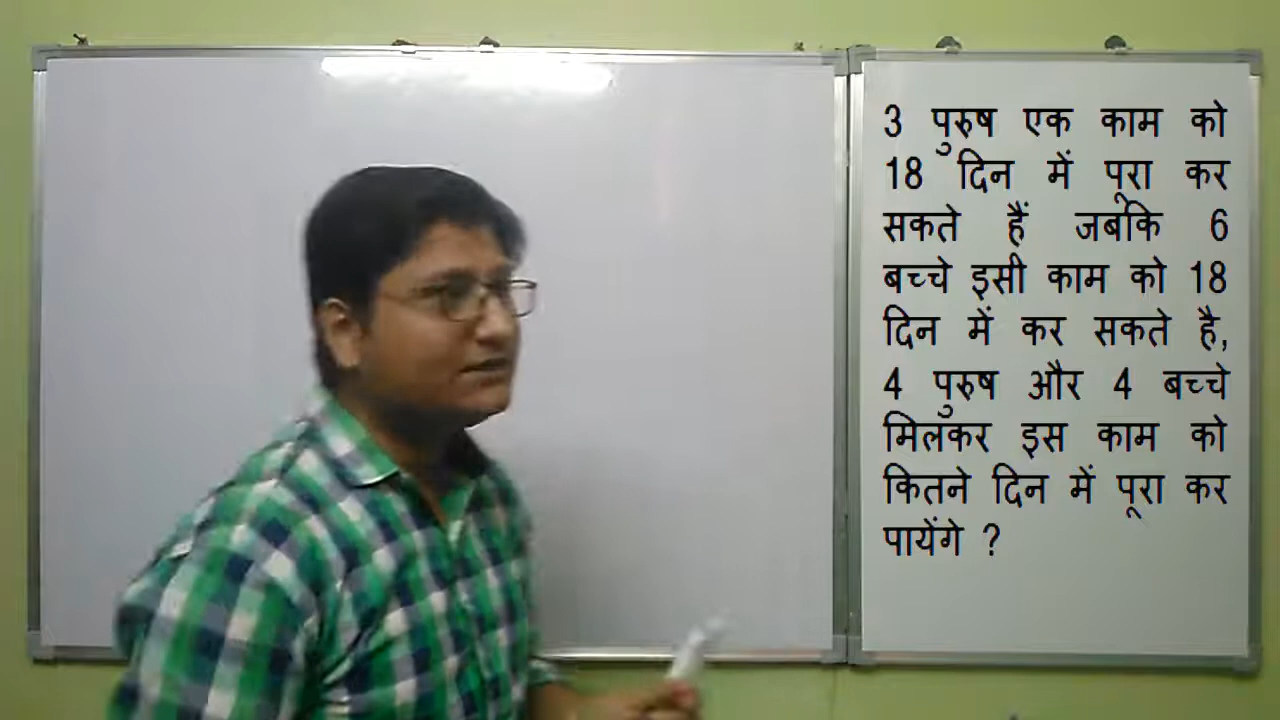 3 पुरुष एक काम को
18 दिन में पूरा कर
सकते हैं जबकि 6
बच्चे इसी काम को 18
दिन में कर सकते है,
4 पुरुष और 4 बच्चे
मिलकर इस काम को
कितने दिन में पूरा कर
पायेंगे ?